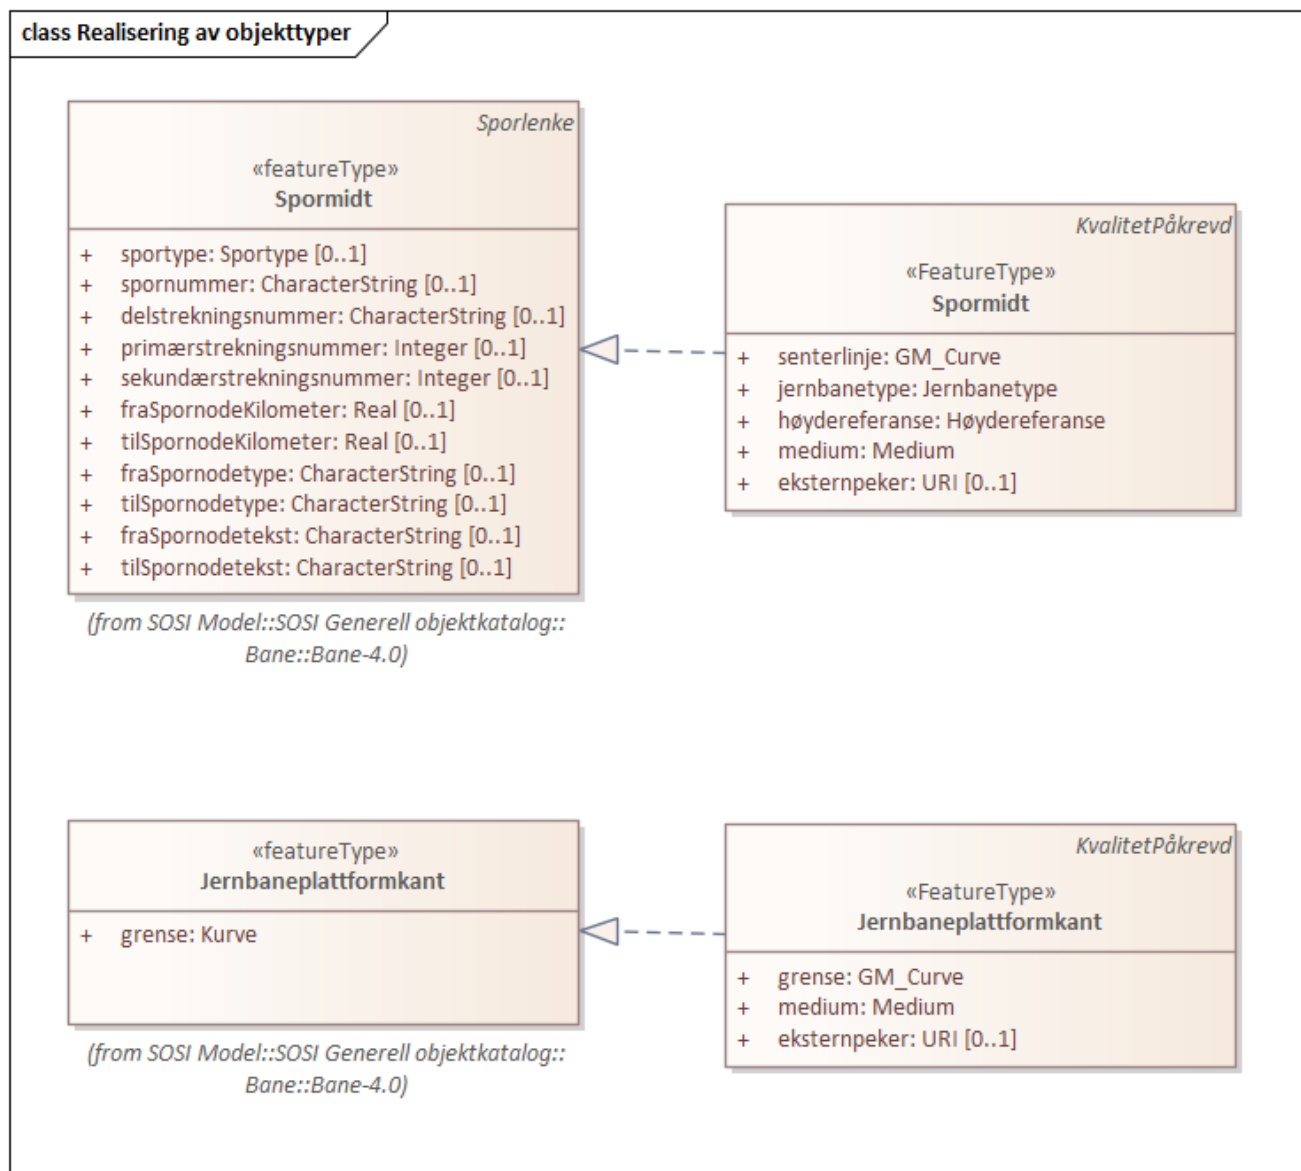 class Realisering av objekttyper
Sporlenke
«featureType»
Spormidt
+ sportype: Sportype [0..1]
+ spornummer: CharacterString [0..1]
+ delstrekningsnummer: CharacterString [0..1]
+ primærstrekningsnummer: Integer [0..1]
+ sekundærstrekningsnummer: Integer [0..1]
+ fraSpornodeKilometer: Real [0..1]
+ tilSpornodeKilometer: Real [0..1]
+ fraSpornodetype: CharacterString [0..1]
+ tilSpornodetype: CharacterString [0..1]
+ fraSpornodetekst: CharacterString [0..1]
+ tilSpornodetekst: CharacterString [0..1]
(from SOSI Model::SOSI Generell objektkatalog::
Bane::Bane-4.0)
KvalitetPåkrevd
«FeatureType»
Spormidt
+ senterlinje: GM_Curve
+ jernbanetype: Jernbanetype
+ høydereferanse: Høydereferanse
+ medium: Medium
+ eksternpeker: URI [0..1]
«featureType»
Jernbaneplattformkant
+ grense: Kurve
(from SOSI Model::SOSI Generell objektkatalog::
Bane::Bane-4.0)
KvalitetPåkrevd
«FeatureType»
Jernbaneplattformkant
+ grense: GM_Curve
+ medium: Medium
+ eksternpeker: URI [0..1]